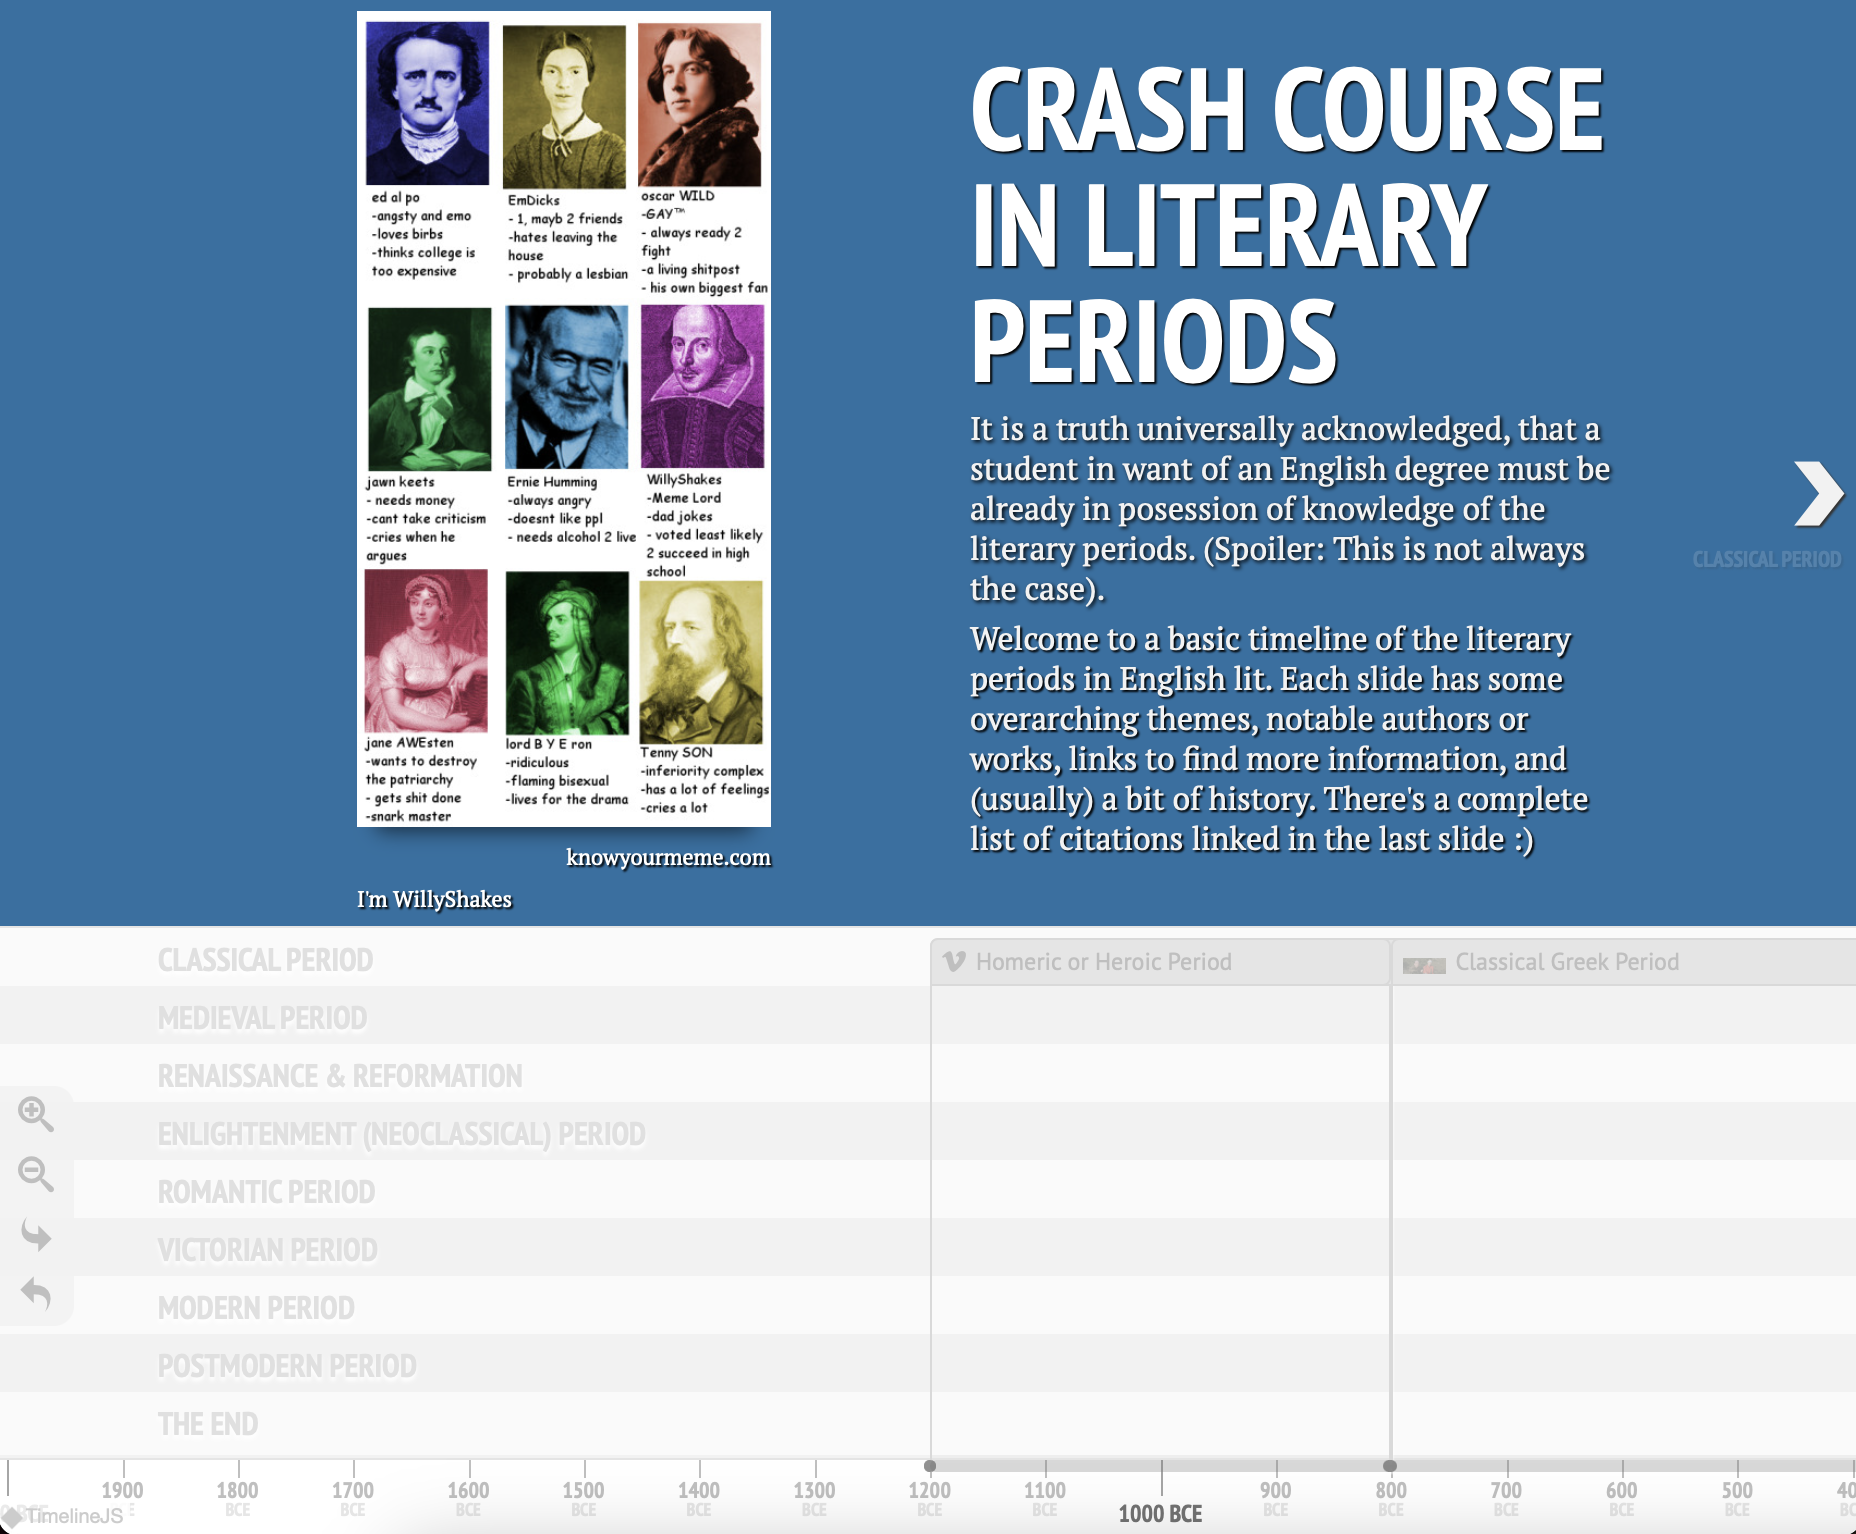 ed al po
-angsty and emo
-loves birbs
-thinks college is
too expensive
EmDicks
- 1, mayb 2 friends
-hates leaving the
house
- probably a lesbian
oscar WILD
-GAY™
- always ready 2
fight
-a living shitpost
- his own biggest fan
jawn keets
- needs money
-cant take criticism
-cries when he
argues
Ernie Humming
-always angry
-doesnt like ppl
- needs alcohol 2 live
WillyShakes
-Meme Lord
-dad jokes
- voted least likely
2 succeed in high
school
jane AWEsten
-wants to destroy
the patriarchy
- gets shit done
-snark master
lord B Y E ron
-ridiculous
-flaming bisexual
-lives for the drama
Tenny SON
-inferiority complex
-has a lot of feelings
-cries a lot
knowyourmeme.com
I'm WillyShakes
CRASH COURSE
IN LITERARY
PERIODS
It is a truth universally acknowledged, that a
student in want of an English degree must be
already in posession of knowledge of the
literary periods. (Spoiler: This is not always
the case).
Welcome to a basic timeline of the literary
periods in English lit. Each slide has some
overarching themes, notable authors or
works, links to find more information, and
(usually) a bit of history. There's a complete
list of citations linked in the last slide :)
CLASSICAL PERIOD
CLASSICAL PERIOD
Homeric or Heroic Period
Classical Greek Period
MEDIEVAL PERIOD
RENAISSANCE & REFORMATION
ENLIGHTENMENT (NEOCLASSICAL) PERIOD
ROMANTIC PERIOD
VICTORIAN PERIOD
MODERN PERIOD
POSTMODERN PERIOD
THE END
1900 1800 1700 1600 1500 1400 1300 1200 1100 900 800 700 600 500 40
BCE BCE BCE BCE BCE BCE BCE BCE BCE BCE BCE BCE BCE
1000 BCE
TimelineJS